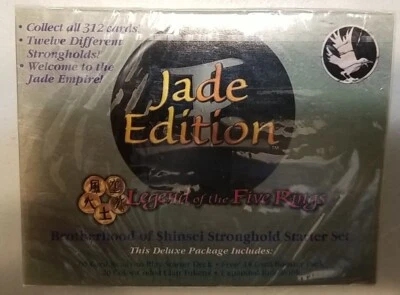 • Collect all 312 cards
• Twelve Different
Strongholds!
• Welcome to the
Jade Empire!
Jade
Edition™
Legend of the Five Rings
Brotherhood of Shinsei Stronghold Starter Set
This Deluxe Package Includes: